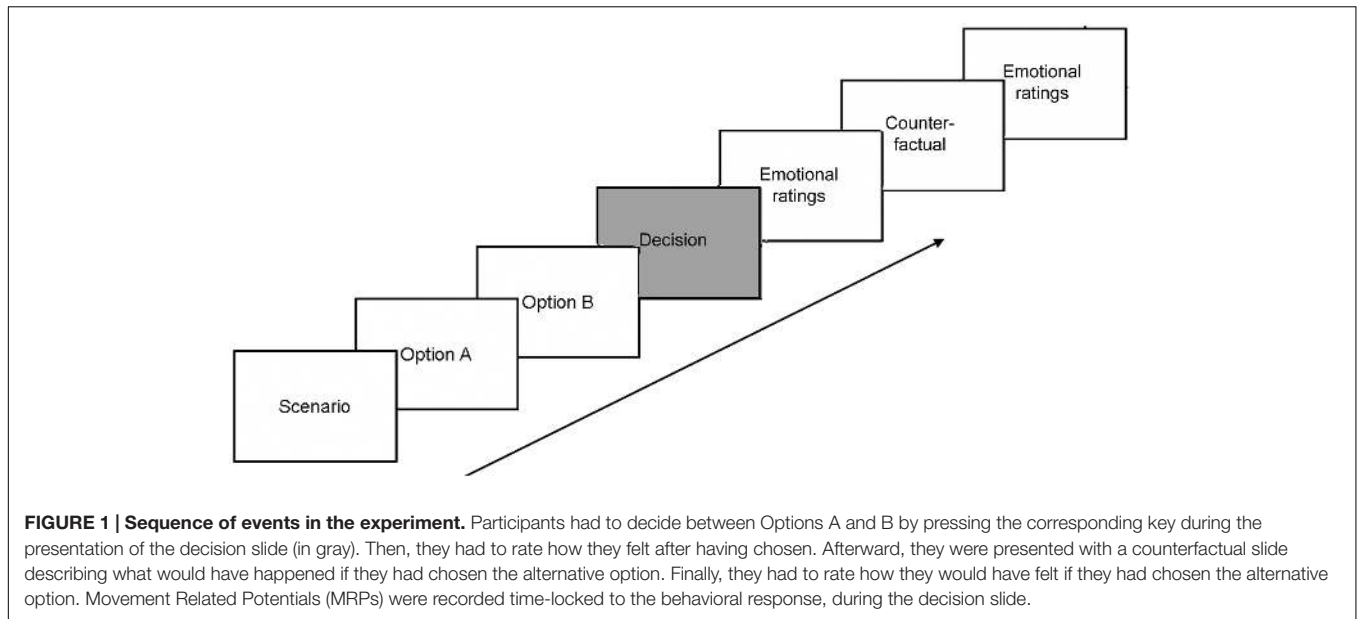 Emotional
ratings
Counter-
factual
Emotional
ratings
Decision
Option B
Option A
Scenario
FIGURE 1 | Sequence of events in the experiment. Participants had to decide between Options A and B by pressing the corresponding key during the
presentation of the decision slide (in gray). Then, they had to rate how they felt after having chosen. Afterward, they were presented with a counterfactual slide
describing what would have happened if they had chosen the alternative option. Finally, they had to rate how they would have felt if they had chosen the alternative
option. Movement Related Potentials (MRPs) were recorded time-locked to the behavioral response, during the decision slide.